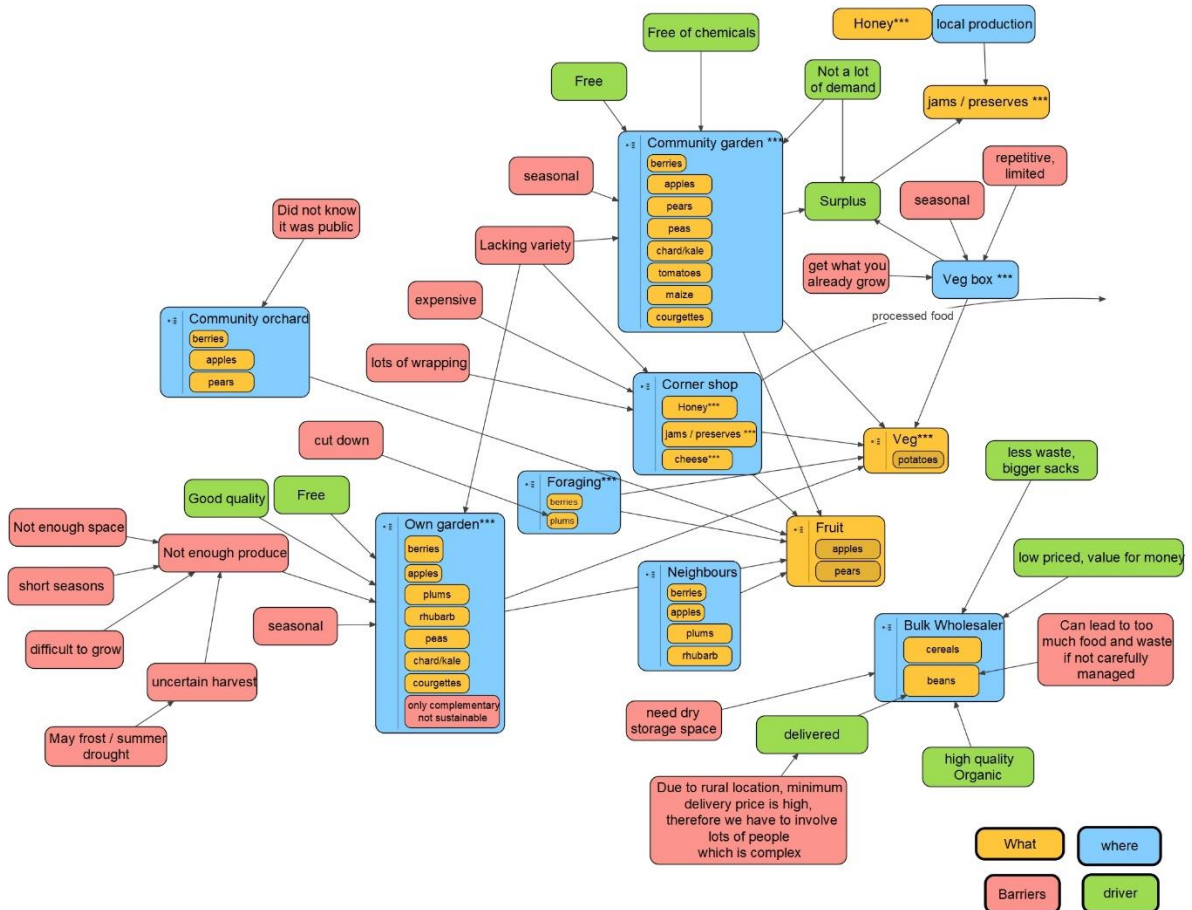 Honey***
local production
Free of chemicals
Free
Not a lot
of demand
jams / preserves ***
Community garden ***
berries
apples
pears
peas
chard/kale
tomatoes
maize
courgettes
seasonal
repetitive,
limited
Surplus
seasonal
Did not know
it was public
Lacking variety
get what you
already grow
Veg box ***
expensive
processed food
Community orchard
berries
apples
pears
lots of wrapping
Corner shop
Honey***
jams / preserves ***
cheese***
cut down
Veg***
potatoes
less waste,
bigger sacks
Foraging***
berries
plums
Good quality
Free
Not enough space
Own garden***
berries
apples
plums
rhubarb
peas
chard/kale
courgettes
only complementary
not sustainable
Fruit
apples
pears
Not enough produce
short seasons
low priced, value for money
Neighbours
berries
apples
plums
rhubarb
seasonal
difficult to grow
Bulk Wholesaler
cereals
beans
Can lead to too
much food and waste
if not carefully
managed
uncertain harvest
need dry
storage space
May frost / summer
drought
delivered
high quality
Organic
Due to rural location, minimum
delivery price is high,
therefore we have to involve
lots of people
which is complex
What
where
Barriers
driver